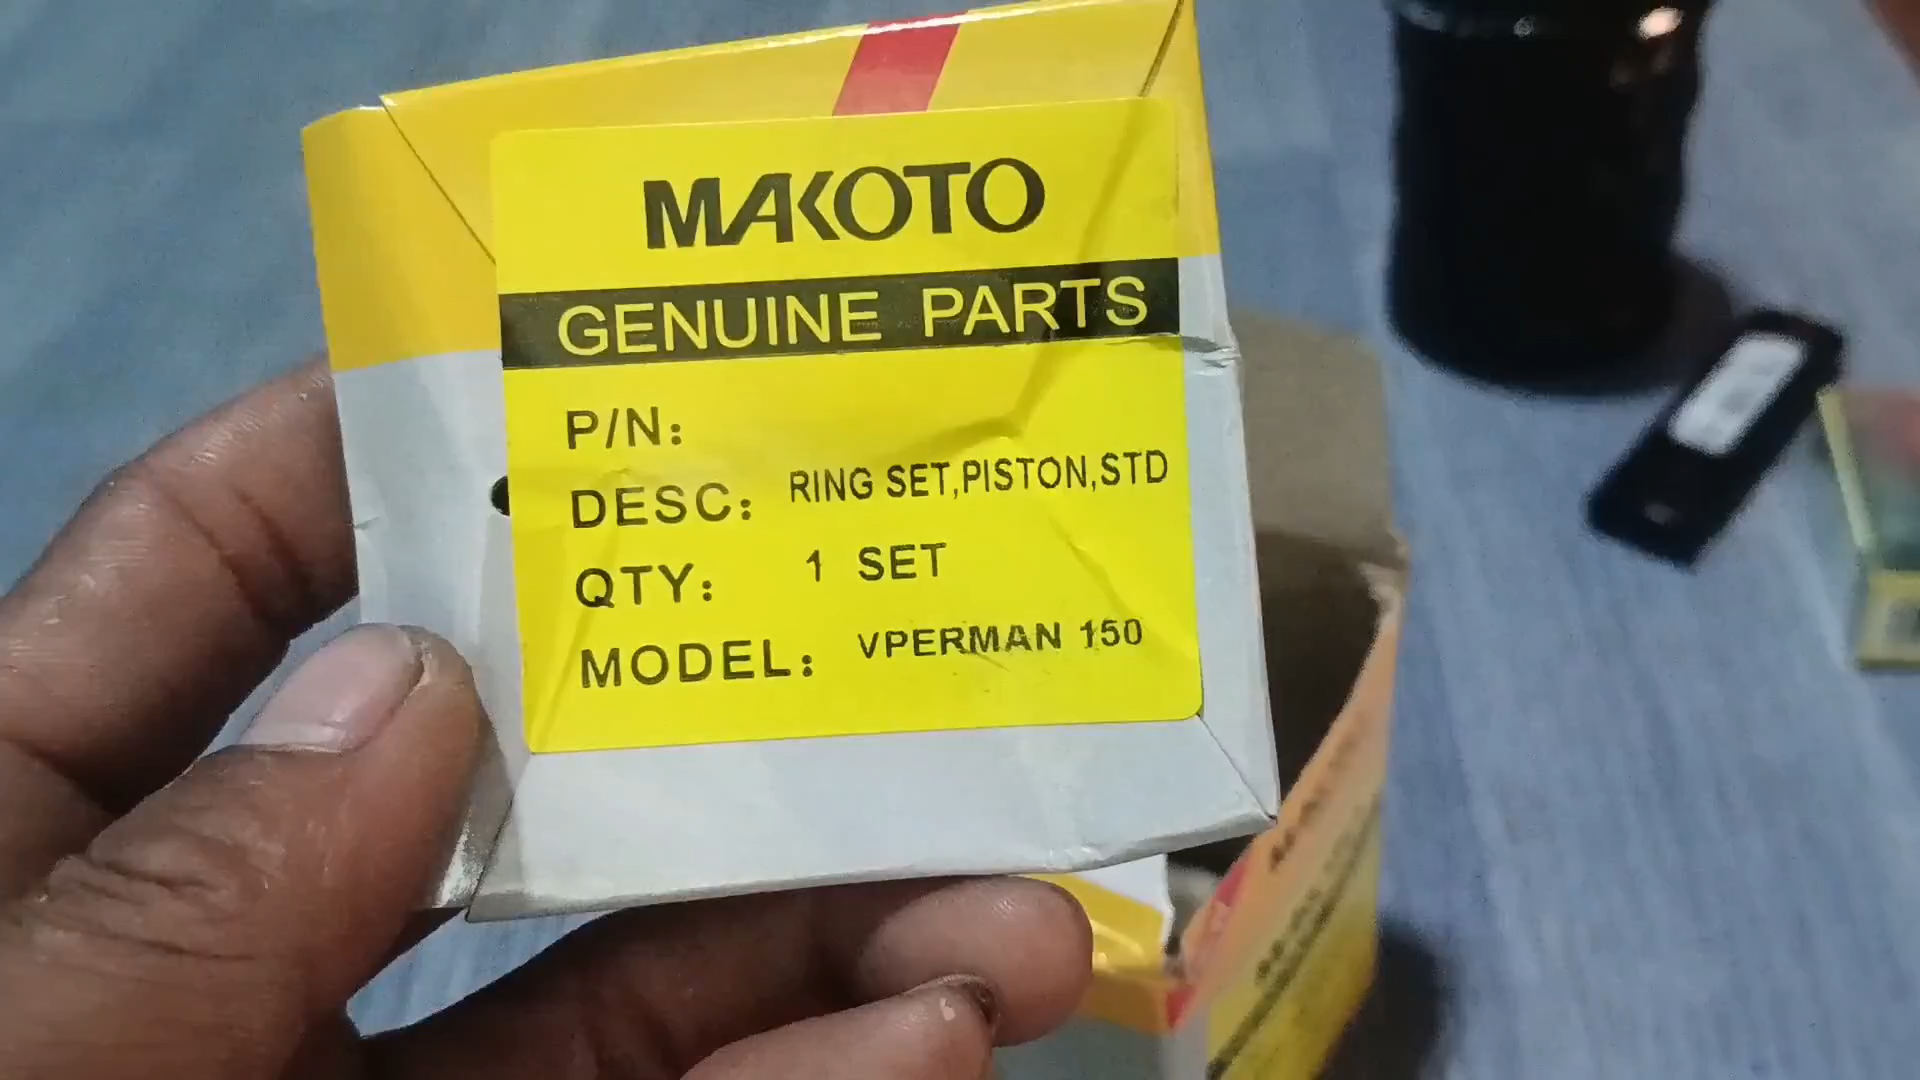 MAKOTO
GENUINE PARTS
P/N:
DESC: RING SET,PISTON,STD
QTY: 1 SET
MODEL: VPERMAN 150